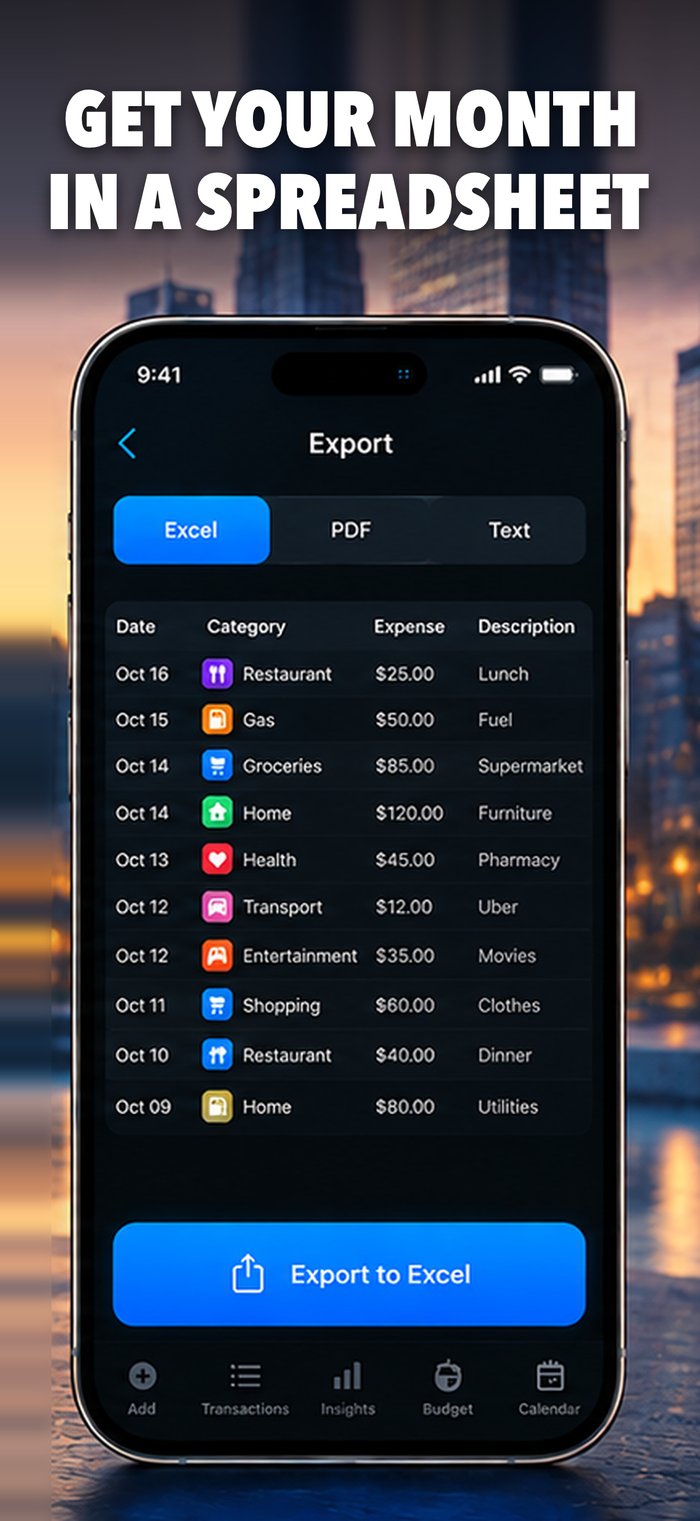 GET YOUR MONTH
IN A SPREADSHEET
9:41
Export
Excel PDF Text
Date Category Expense Description
Oct 16 Restaurant $25.00 Lunch
Oct 15 Gas $50.00 Fuel
Oct 14 Groceries $85.00 Supermarket
Oct 14 Home $120.00 Furniture
Oct 13 Health $45.00 Pharmacy
Oct 12 Transport $12.00 Uber
Oct 12 Entertainment $35.00 Movies
Oct 11 Shopping $60.00 Clothes
Oct 10 Restaurant $40.00 Dinner
Oct 09 Home $80.00 Utilities
Export to Excel
Add Transactions Insights Budget Calendar